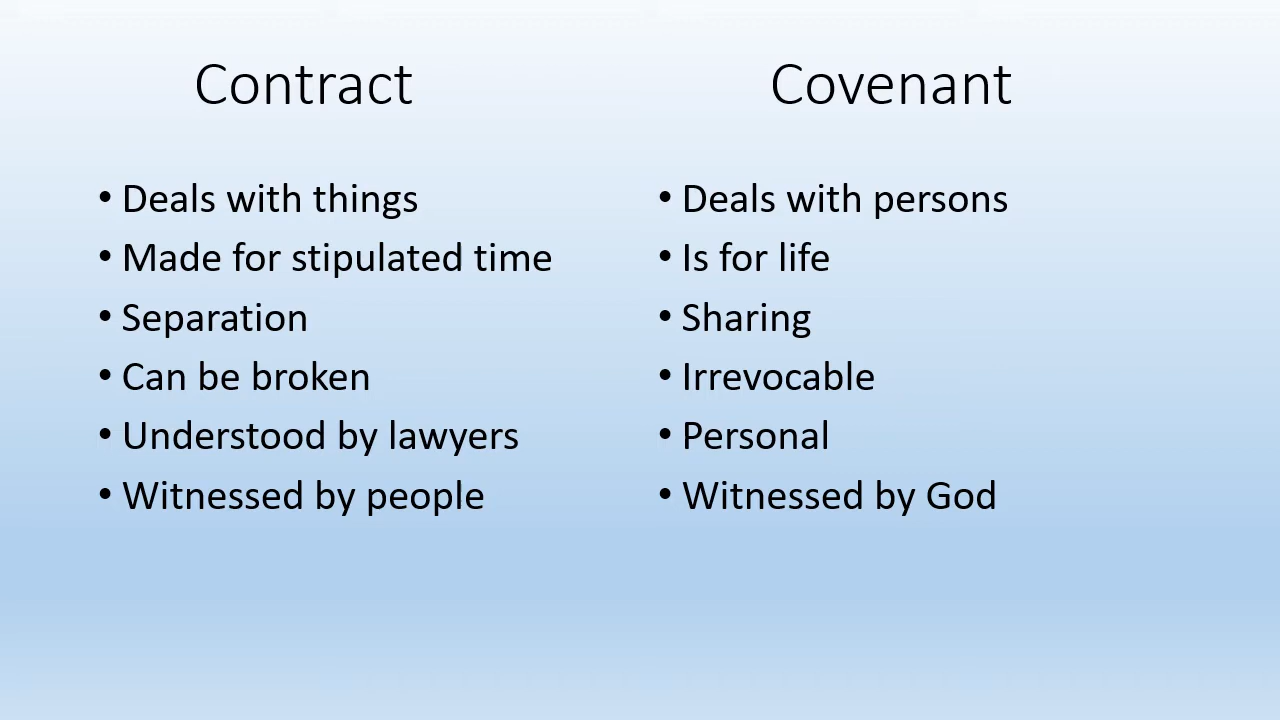 Contract
• Deals with things
• Made for stipulated time
• Separation
• Can be broken
• Understood by lawyers
• Witnessed by people
Covenant
• Deals with persons
• Is for life
• Sharing
• Irrevocable
• Personal
• Witnessed by God